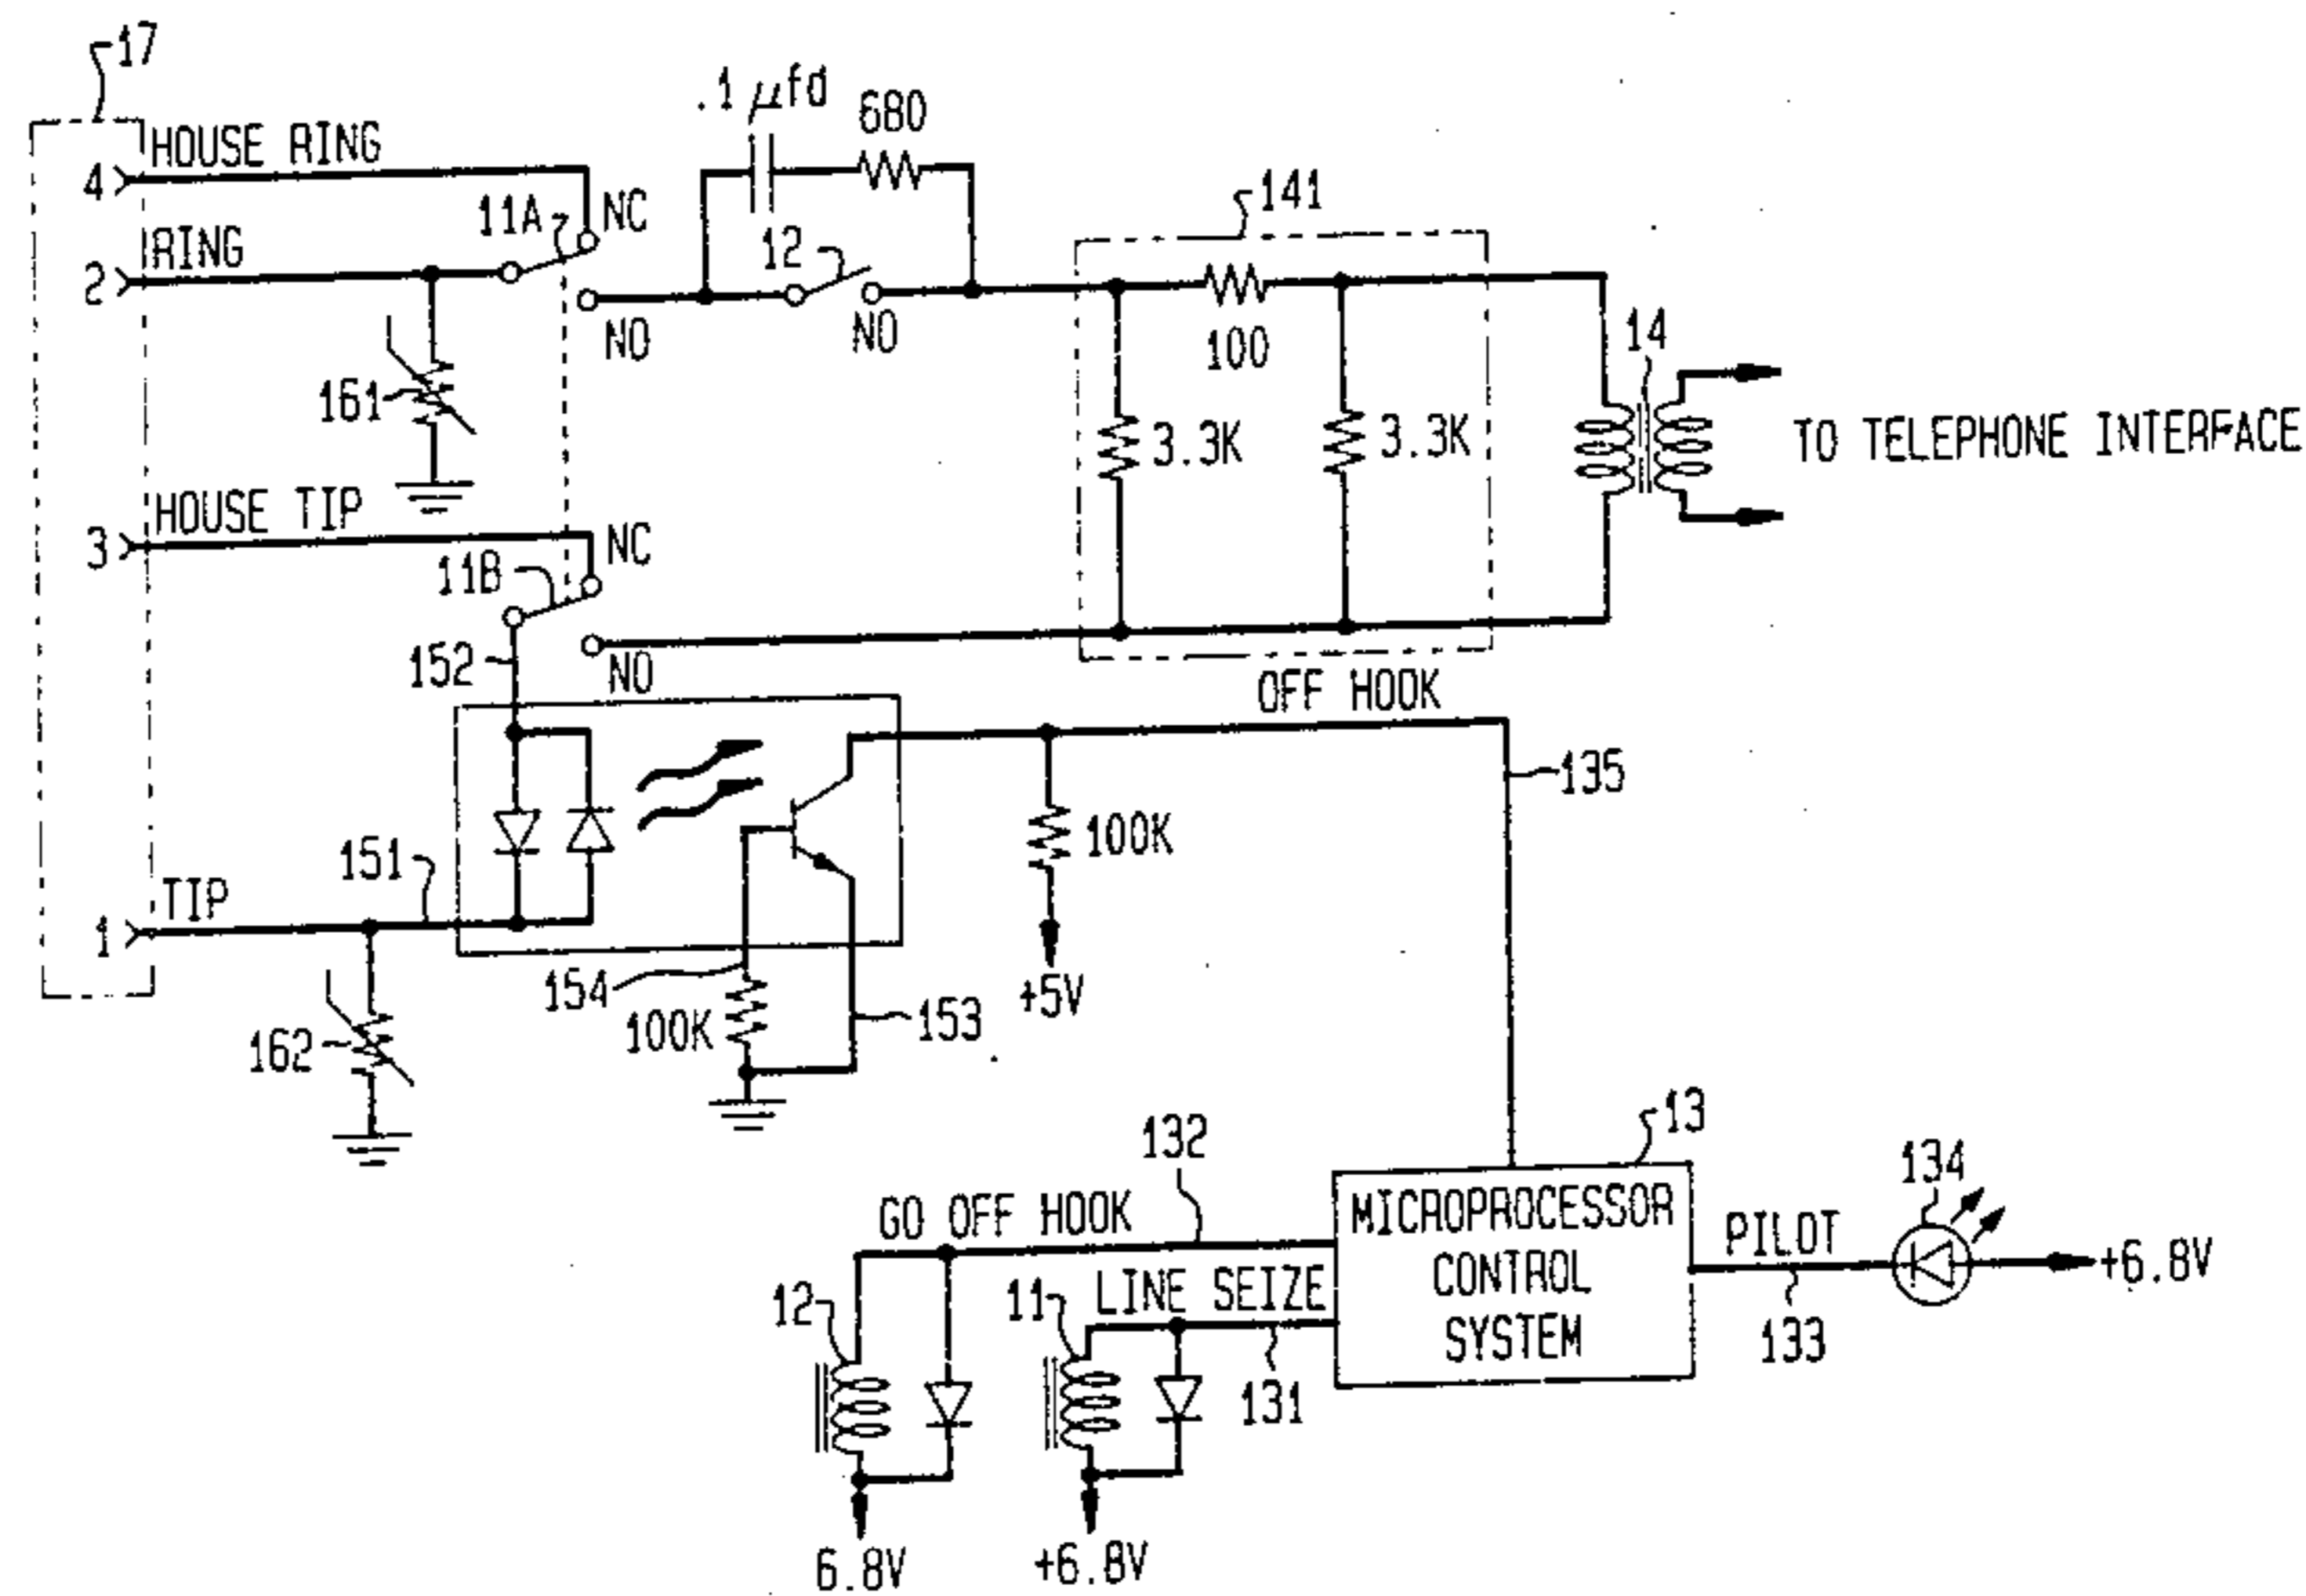 17
.1 µfd
680
4 HOUSE RING
11A
NC
141
2 RING
12
NO
NO
100
14
161
3.3K
3.3K
TO TELEPHONE INTERFACE
HOUSE TIP
3
NC
11B
152
NO
OFF HOOK
135
151
100K
TIP
1
154
+5V
100K
153
162
132
13
134
GO OFF HOOK
MICROPROCESSOR
CONTROL
SYSTEM
PILOT
+6.8V
12
11
LINE SEIZE
133
131
6.8V
+6.8V